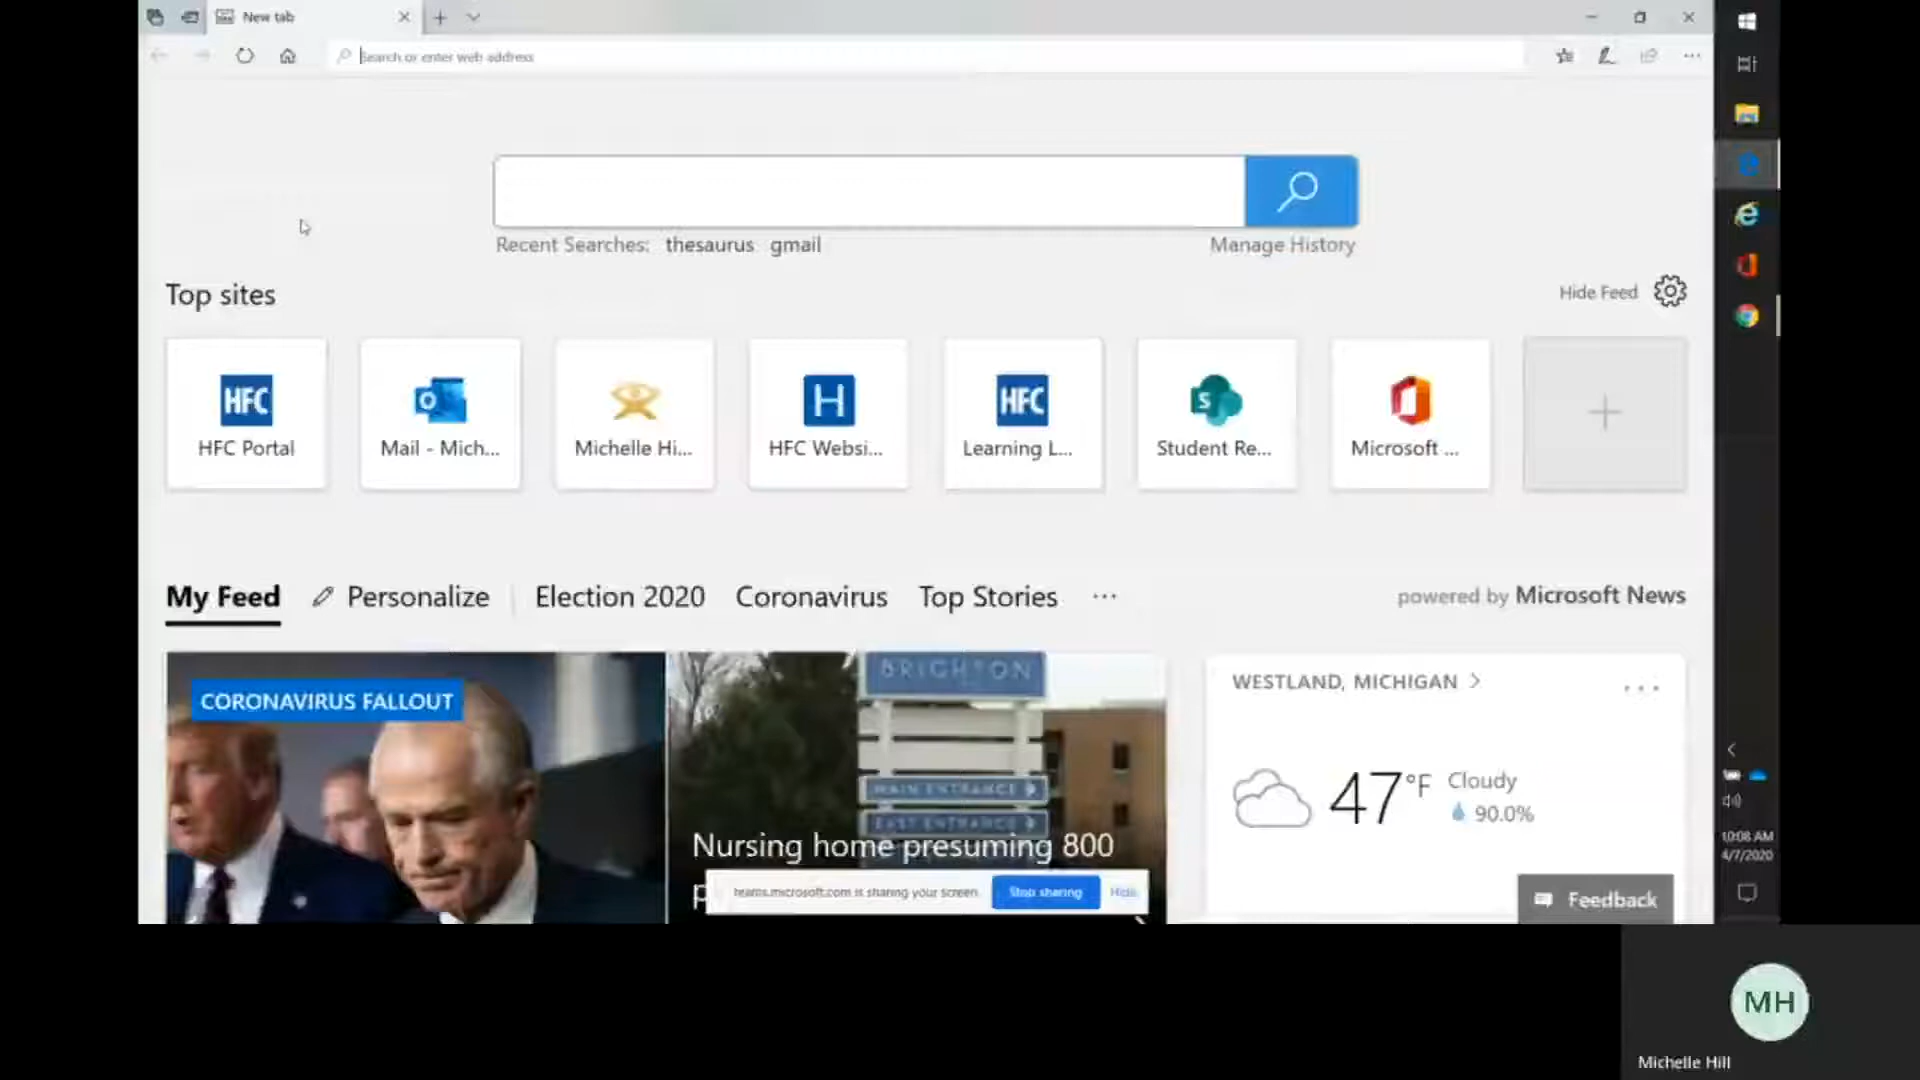 New tab
Search or enter web address
Recent Searches: thesaurus gmail
Manage History
Top sites
Hide Feed
HFC
HFC Portal
Mail - Mich...
Michelle Hi...
H
HFC Websi...
HFC
Learning L...
S
Student Re...
Microsoft ...
My Feed
Personalize
Election 2020
Coronavirus
Top Stories
powered by Microsoft News
CORONAVIRUS FALLOUT
BRIGHTON
MAIN ENTRANCE
EAST ENTRANCE
Nursing home presuming 800
p
teams.microsoft.com is sharing your screen.
Stop sharing
Hide
WESTLAND, MICHIGAN
47°F
Cloudy
90.0%
Feedback
10:08 AM
4/7/2020
MH
Michelle Hill